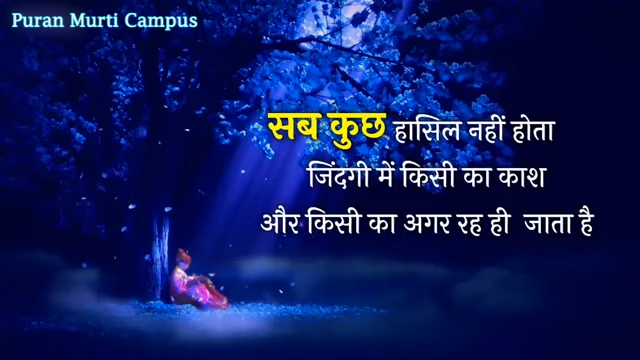 Puran Murti Campus
सब कुछ हासिल नहीं होता
जिंदगी में किसी का काश
और किसी का अगर रह ही जाता है